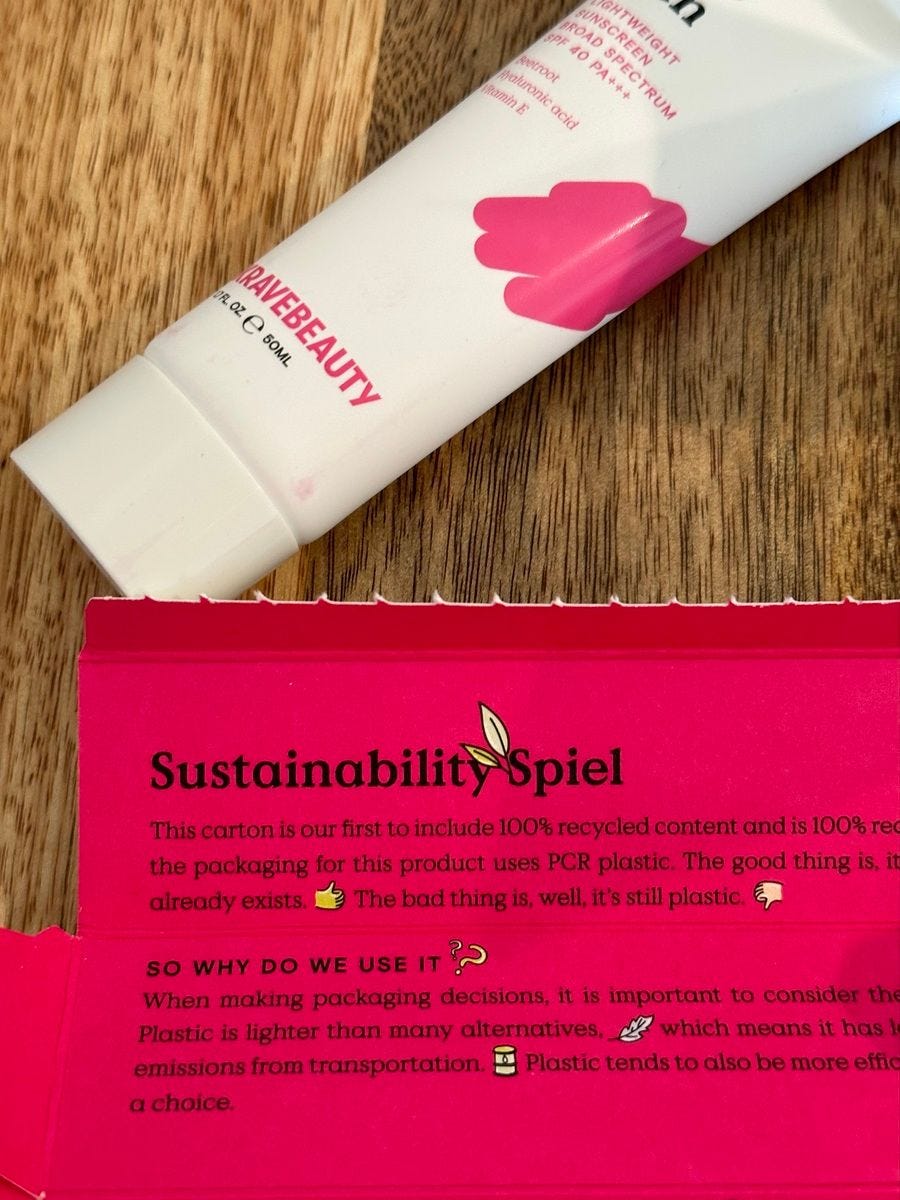 LIGHTWEIGHT
SUNSCREEN
BROAD SPECTRUM
SPF 40 PA+++
Beetroot
Hyaluronic acid
Vitamin E
KRAVEBEAUTY
FL. OZ. ℮ 50ML
Sustainability Spiel
This carton is our first to include 100% recycled content and is 100%
the packaging for this product uses PCR plastic. The good thing is, it
already exists. The bad thing is, well, it's still plastic.
SO WHY DO WE USE IT ??
When making packaging decisions, it is important to consider the
Plastic is lighter than many alternatives, which means it has
emissions from transportation. Plastic tends to also be more
a choice.